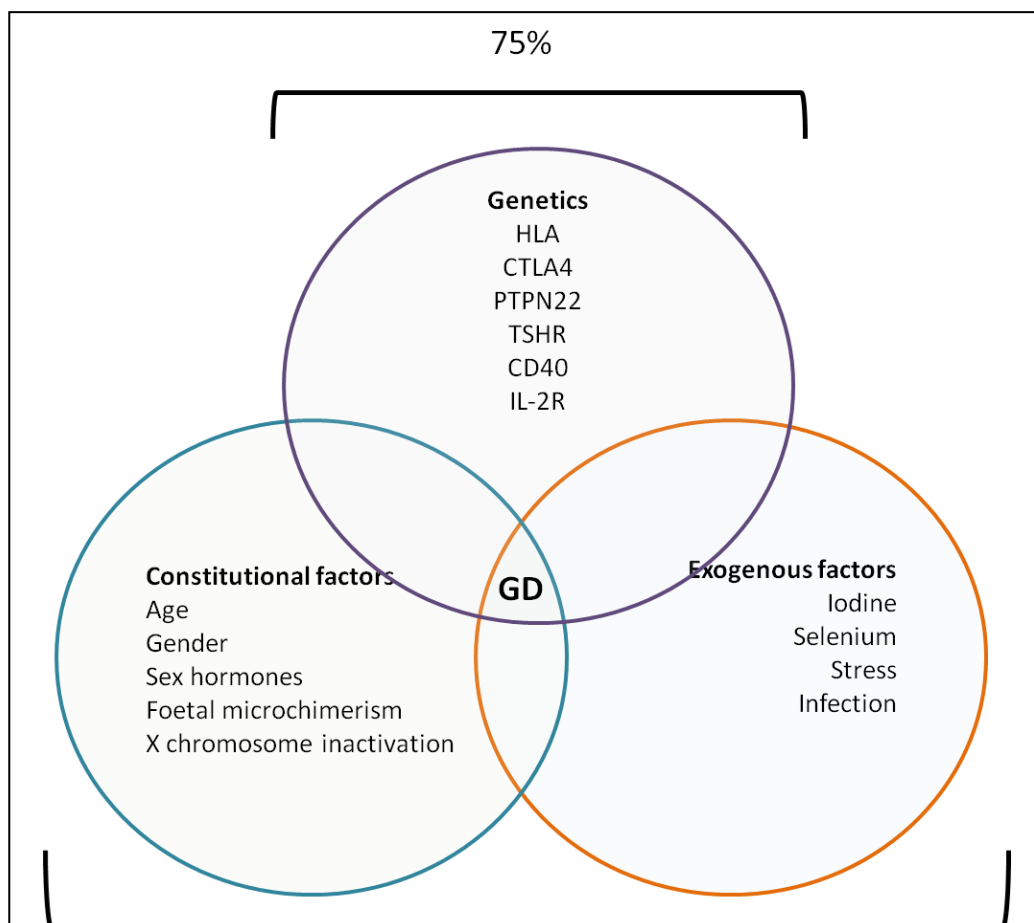 75%
Genetics
HLA
CTLA4
PTPN22
TSHR
CD40
IL-2R
Constitutional factors
Age
Gender
Sex hormones
Foetal microchimerism
X chromosome inactivation
GD
Exogenous factors
Iodine
Selenium
Stress
Infection